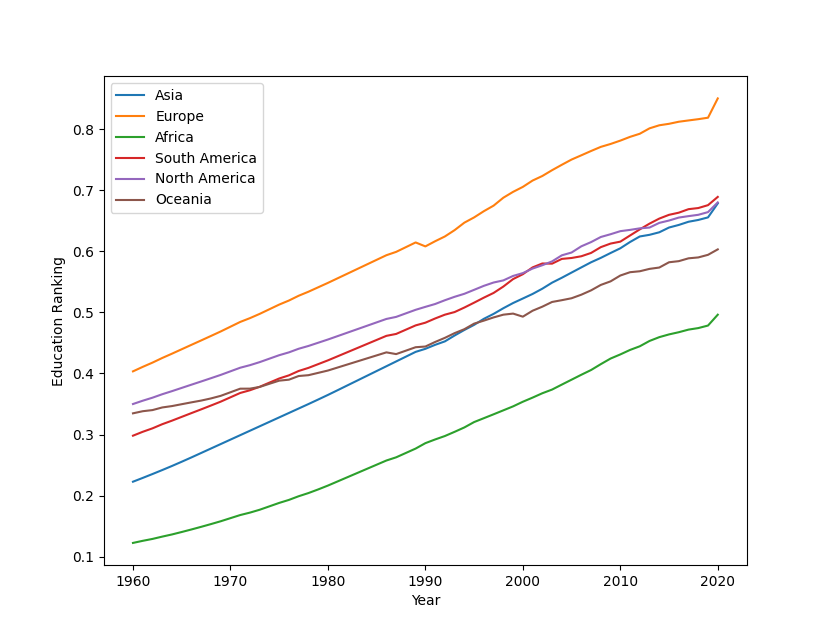 Asia
Europe
Africa
South America
North America
Oceania
Education Ranking
0.8
0.7
0.6
0.5
0.4
0.3
0.2
0.1
1960 1970 1980 1990 2000 2010 2020
Year